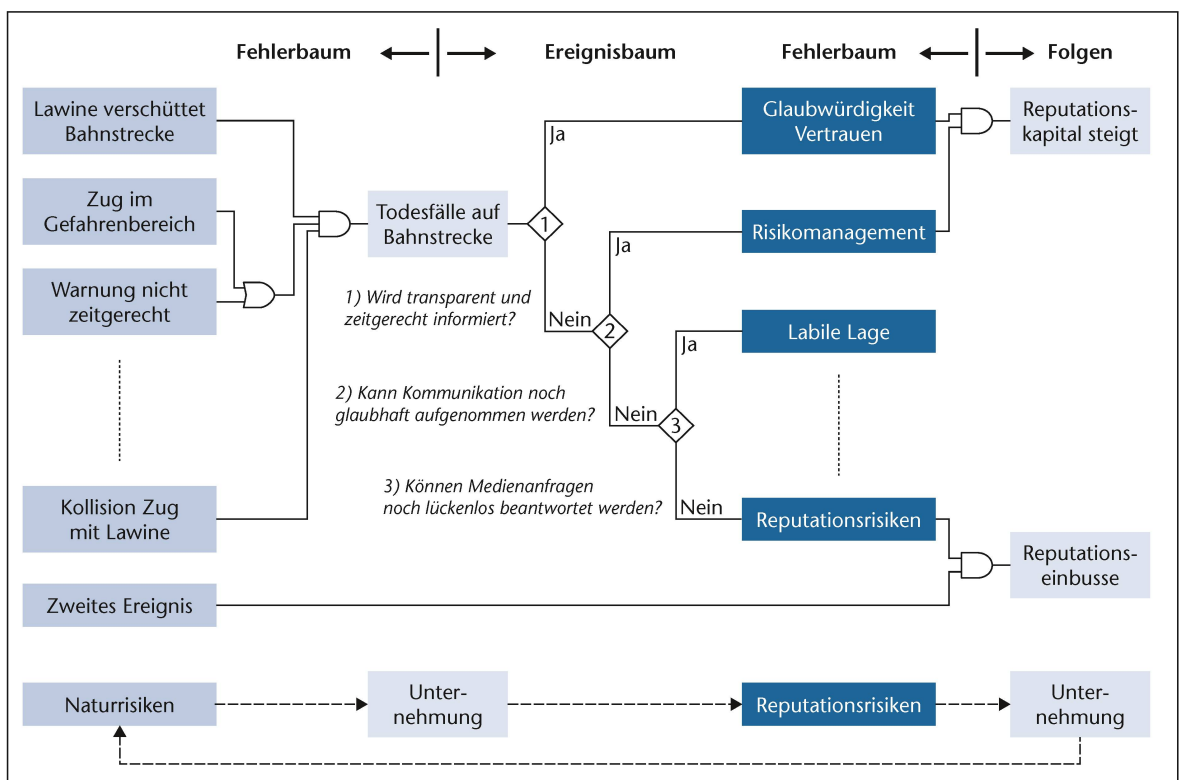 Fehlerbaum
Ereignisbaum
Fehlerbaum
Folgen
Lawine verschüttet
Bahnstrecke
Zug im
Gefahrenbereich
Warnung nicht
zeitgerecht
Kollision Zug
mit Lawine
Zweites Ereignis
Todesfälle auf
Bahnstrecke
1
Ja
Nein
2
Ja
Nein
3
Ja
Nein
1) Wird transparent und
zeitgerecht informiert?
2) Kann Kommunikation noch
glaubhaft aufgenommen werden?
3) Können Medienanfragen
noch lückenlos beantwortet werden?
Glaubwürdigkeit
Vertrauen
Risikomanagement
Labile Lage
Reputationsrisiken
Reputations-
kapital steigt
Reputations-
einbusse
Naturrisiken
Unter-
nehmung
Reputationsrisiken
Unter-
nehmung